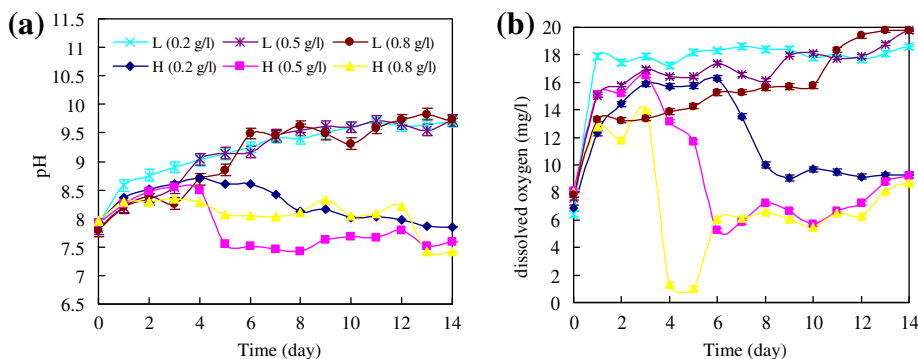 (a)
11.5
11
10.5
10
9.5
9
8.5
8
7.5
7
6.5
pH
L (0.2 g/l) L (0.5 g/l) L (0.8 g/l)
H (0.2 g/l) H (0.5 g/l) H (0.8 g/l)
0 2 4 6 8 10 12 14
Time (day)
(b)
20
18
16
14
12
10
8
6
4
2
0
dissolved oxygen (mg/l)
0 2 4 6 8 10 12 14
Time (day)